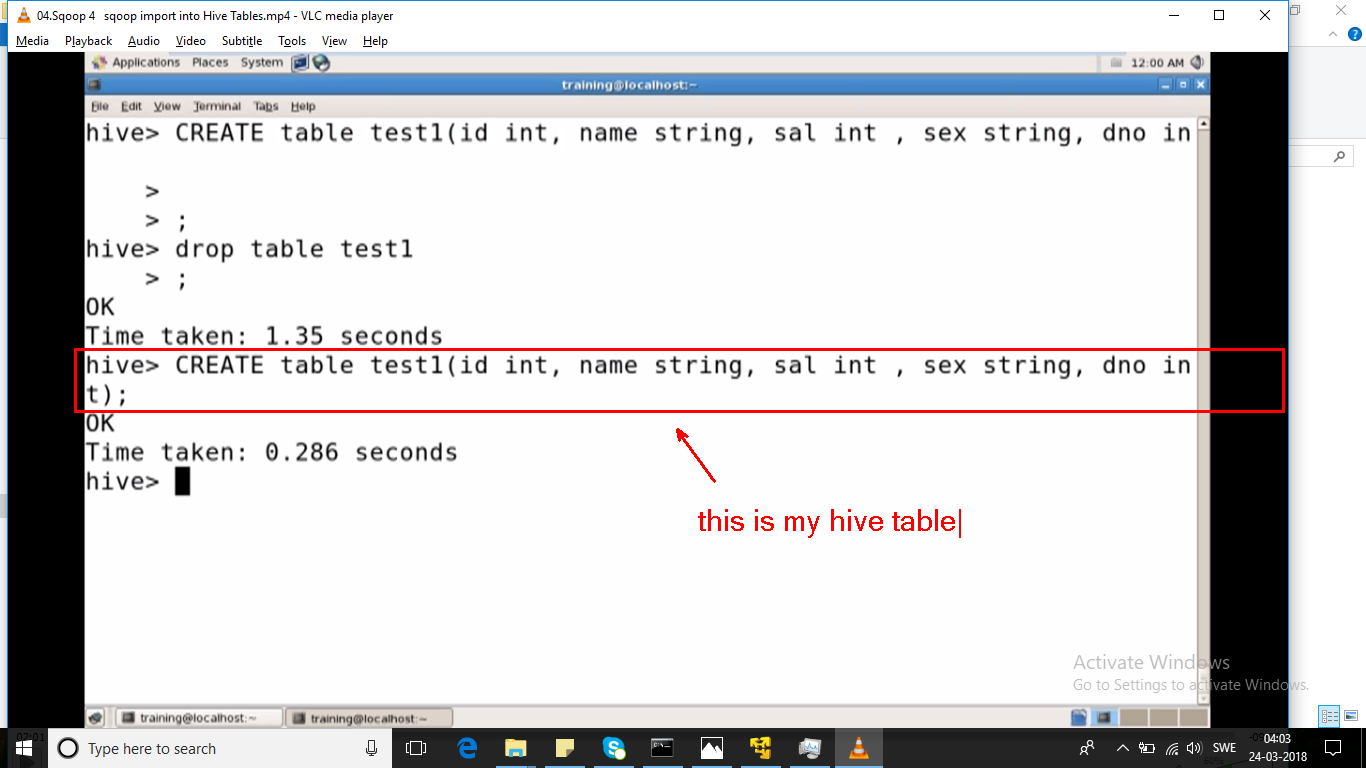 04.Sqoop 4   sqoop import into Hive Tables.mp4 - VLC media player
Media Playback Audio Video Subtitle Tools View Help
Applications Places System 12:00 AM
training@localhost:~
File Edit View Terminal Tabs Help
hive> CREATE table test1(id int, name string, sal int , sex string, dno in
>
> ;
hive> drop table test1
> ;
OK
Time taken: 1.35 seconds
hive> CREATE table test1(id int, name string, sal int , sex string, dno in
t);
OK
Time taken: 0.286 seconds
hive>
this is my hive table
Activate Windows
Go to Settings to activate Windows.
training@localhost:~ training@localhost:~
Type here to search
SWE
04:03
24-03-2018